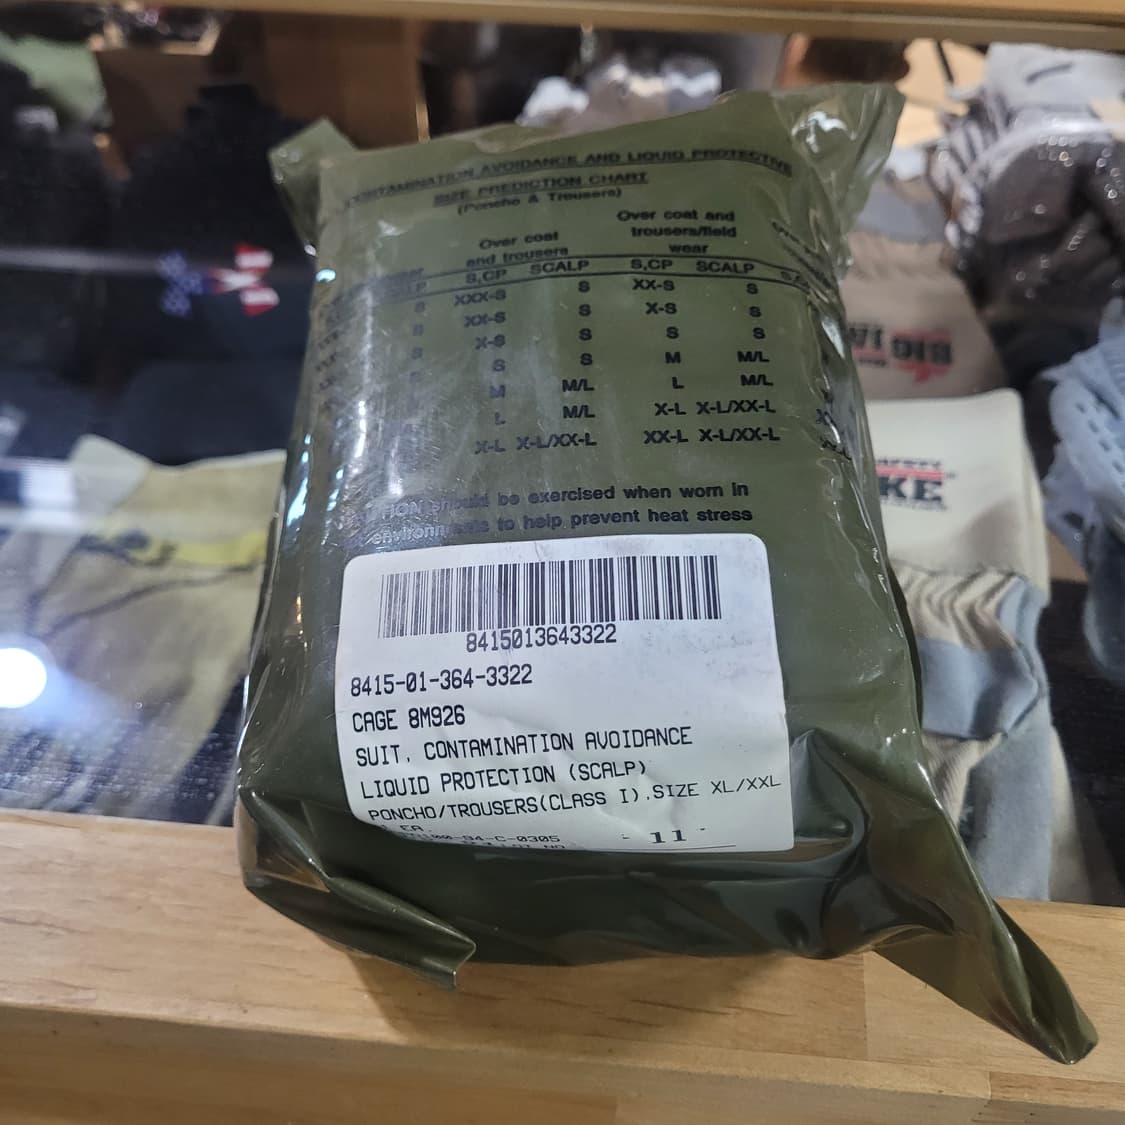 CONTAMINATION AVOIDANCE AND LIQUID PROTECTIVE
SIZE PREDICTION CHART
(Poncho & Trousers)
Over coat and trousers
Over coat and trousers/field wear
S,CP SCALP S,CP SCALP
XXX-S S XX-S S
XX-S S X-S S
X-S S S S
S S M M/L
M M/L L M/L
L M/L X-L X-L/XX-L
X-L X-L/XX-L XX-L X-L/XX-L
should be exercised when worn in
to help prevent heat stress
8415013643322
8415-01-364-3322
CAGE 8M926
SUIT, CONTAMINATION AVOIDANCE
LIQUID PROTECTION (SCALP)
PONCHO/TROUSERS(CLASS I),SIZE XL/XXL
EA
-94-C-0305
11